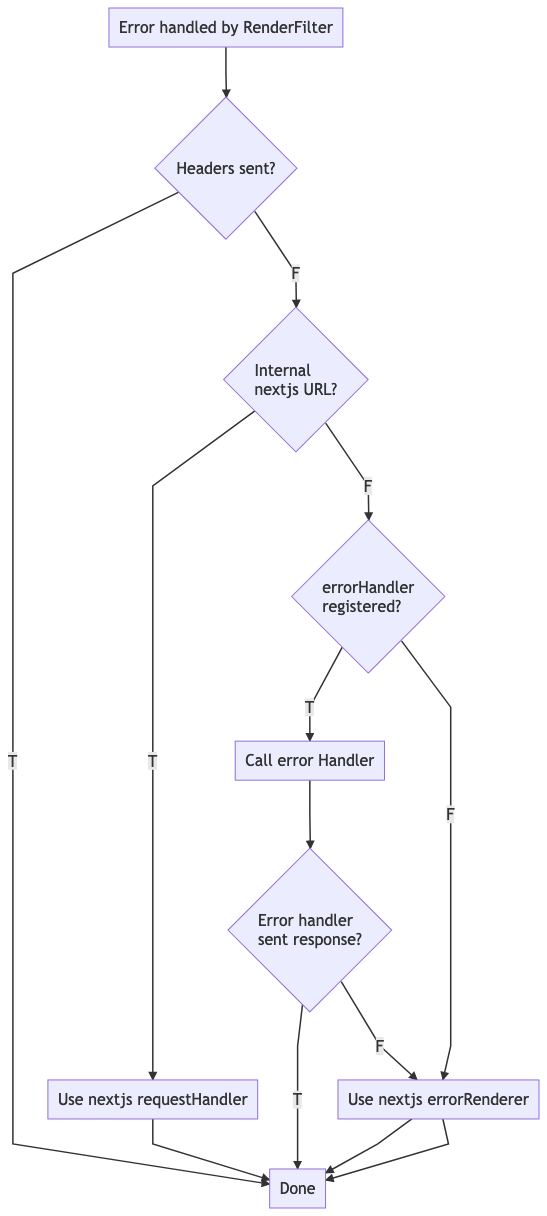 Error handled by RenderFilter
Headers sent?
F
Internal
nextjs URL?
F
errorHandler
registered?
T
Call error Handler
T
T
F
Error handler
sent response?
F
T
Use nextjs requestHandler
Use nextjs errorRenderer
Done